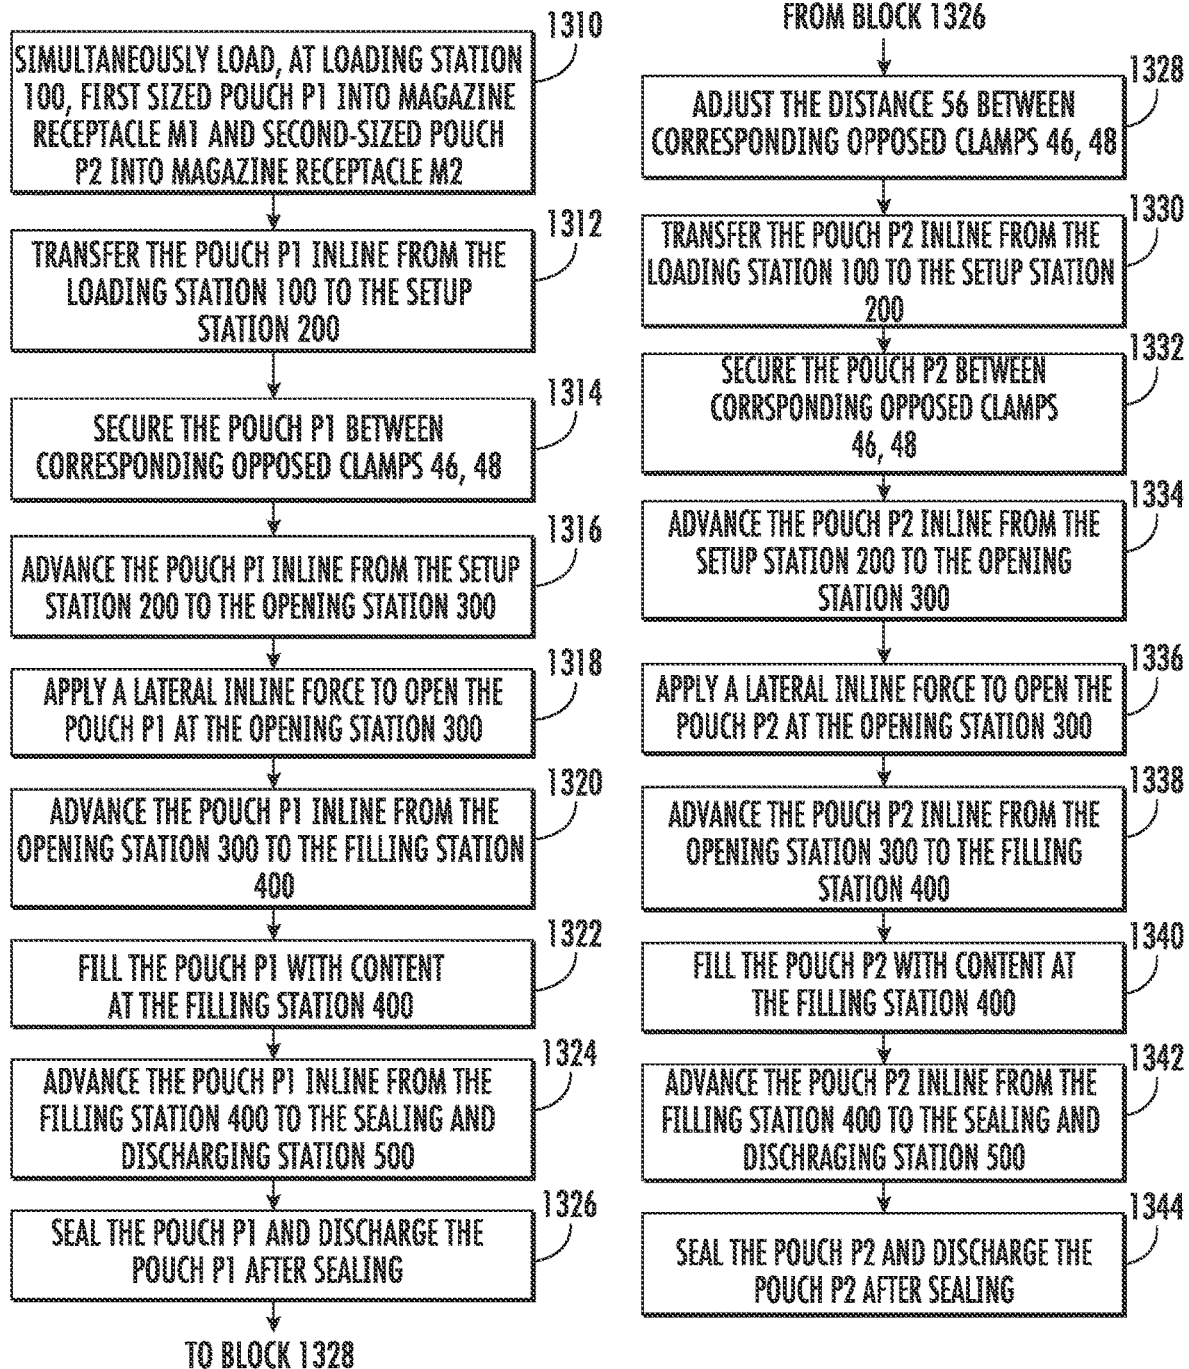 1310
SIMULTANEOUSLY LOAD, AT LOADING STATION
100, FIRST SIZED POUCH P1 INTO MAGAZINE
RECEPTACLE M1 AND SECOND-SIZED POUCH
P2 INTO MAGAZINE RECEPTACLE M2
1312
TRANSFER THE POUCH P1 INLINE FROM THE
LOADING STATION 100 TO THE SETUP
STATION 200
1314
SECURE THE POUCH P1 BETWEEN
CORRESPONDING OPPOSED CLAMPS 46, 48
1316
ADVANCE THE POUCH PI INLINE FROM THE SETUP
STATION 200 TO THE OPENING STATION 300
1318
APPLY A LATERAL INLINE FORCE TO OPEN THE
POUCH P1 AT THE OPENING STATION 300
1320
ADVANCE THE POUCH P1 INLINE FROM THE
OPENING STATION 300 TO THE FILLING STATION
400
1322
FILL THE POUCH P1 WITH CONTENT
AT THE FILLING STATION 400
1324
ADVANCE THE POUCH P1 INLINE FROM THE
FILLING STATION 400 TO THE SEALING AND
DISCHARGING STATION 500
1326
SEAL THE POUCH P1 AND DISCHARGE THE
POUCH P1 AFTER SEALING
TO BLOCK 1328
FROM BLOCK 1326
1328
ADJUST THE DISTANCE 56 BETWEEN
CORRESPONDING OPPOSED CLAMPS 46, 48
1330
TRANSFER THE POUCH P2 INLINE FROM THE
LOADING STATION 100 TO THE SETUP STATION
200
1332
SECURE THE POUCH P2 BETWEEN
CORRSPONDING OPPOSED CLAMPS
46, 48
1334
ADVANCE THE POUCH P2 INLINE FROM THE
SETUP STATION 200 TO THE OPENING
STATION 300
1336
APPLY A LATERAL INLINE FORCE TO OPEN THE
POUCH P2 AT THE OPENING STATION 300
1338
ADVANCE THE POUCH P2 INLINE FROM THE
OPENING STATION 300 TO THE FILLING
STATION 400
1340
FILL THE POUCH P2 WITH CONTENT AT
THE FILLING STATION 400
1342
ADVANCE THE POUCH P2 INLINE FROM THE
FILLING STATION 400 TO THE SEALING AND
DISCHRAGING STATION 500
1344
SEAL THE POUCH P2 AND DISCHARGE THE
POUCH P2 AFTER SEALING